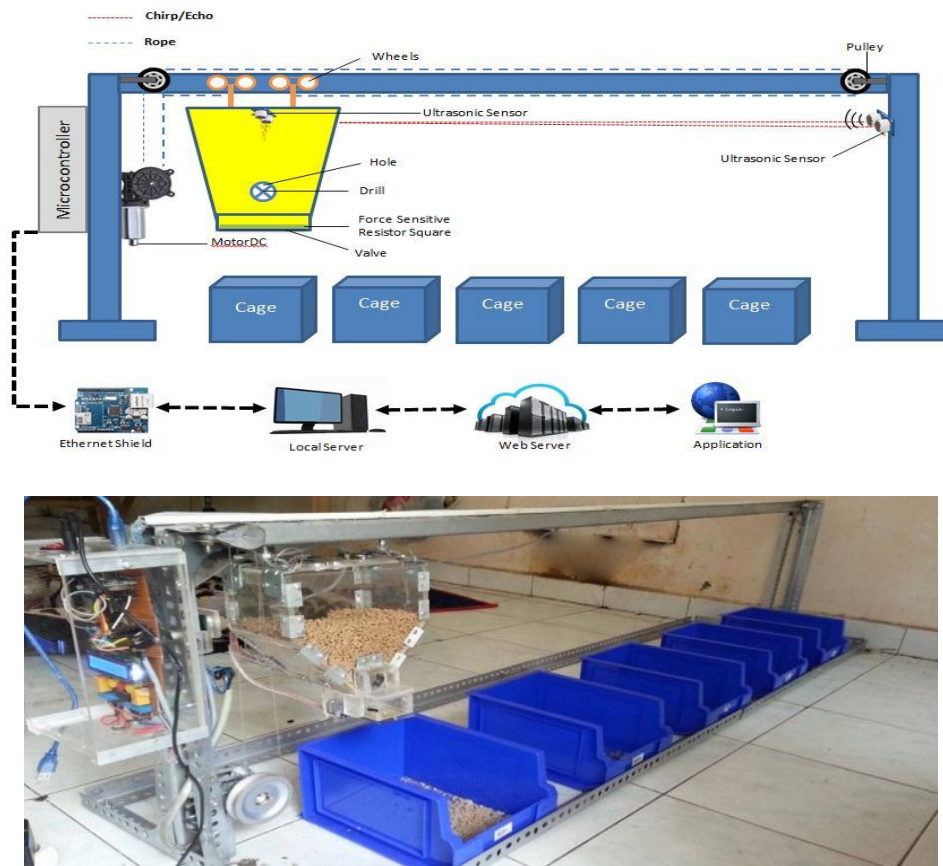 Chirp/Echo
Rope
Wheels
Pulley
Ultrasonic Sensor
Ultrasonic Sensor
Microcontroller
Hole
Drill
Force Sensitive
Resistor Square
Valve
MotorDC
Cage
Cage
Cage
Cage
Cage
Ethernet Shield
Local Server
Web Server
Application